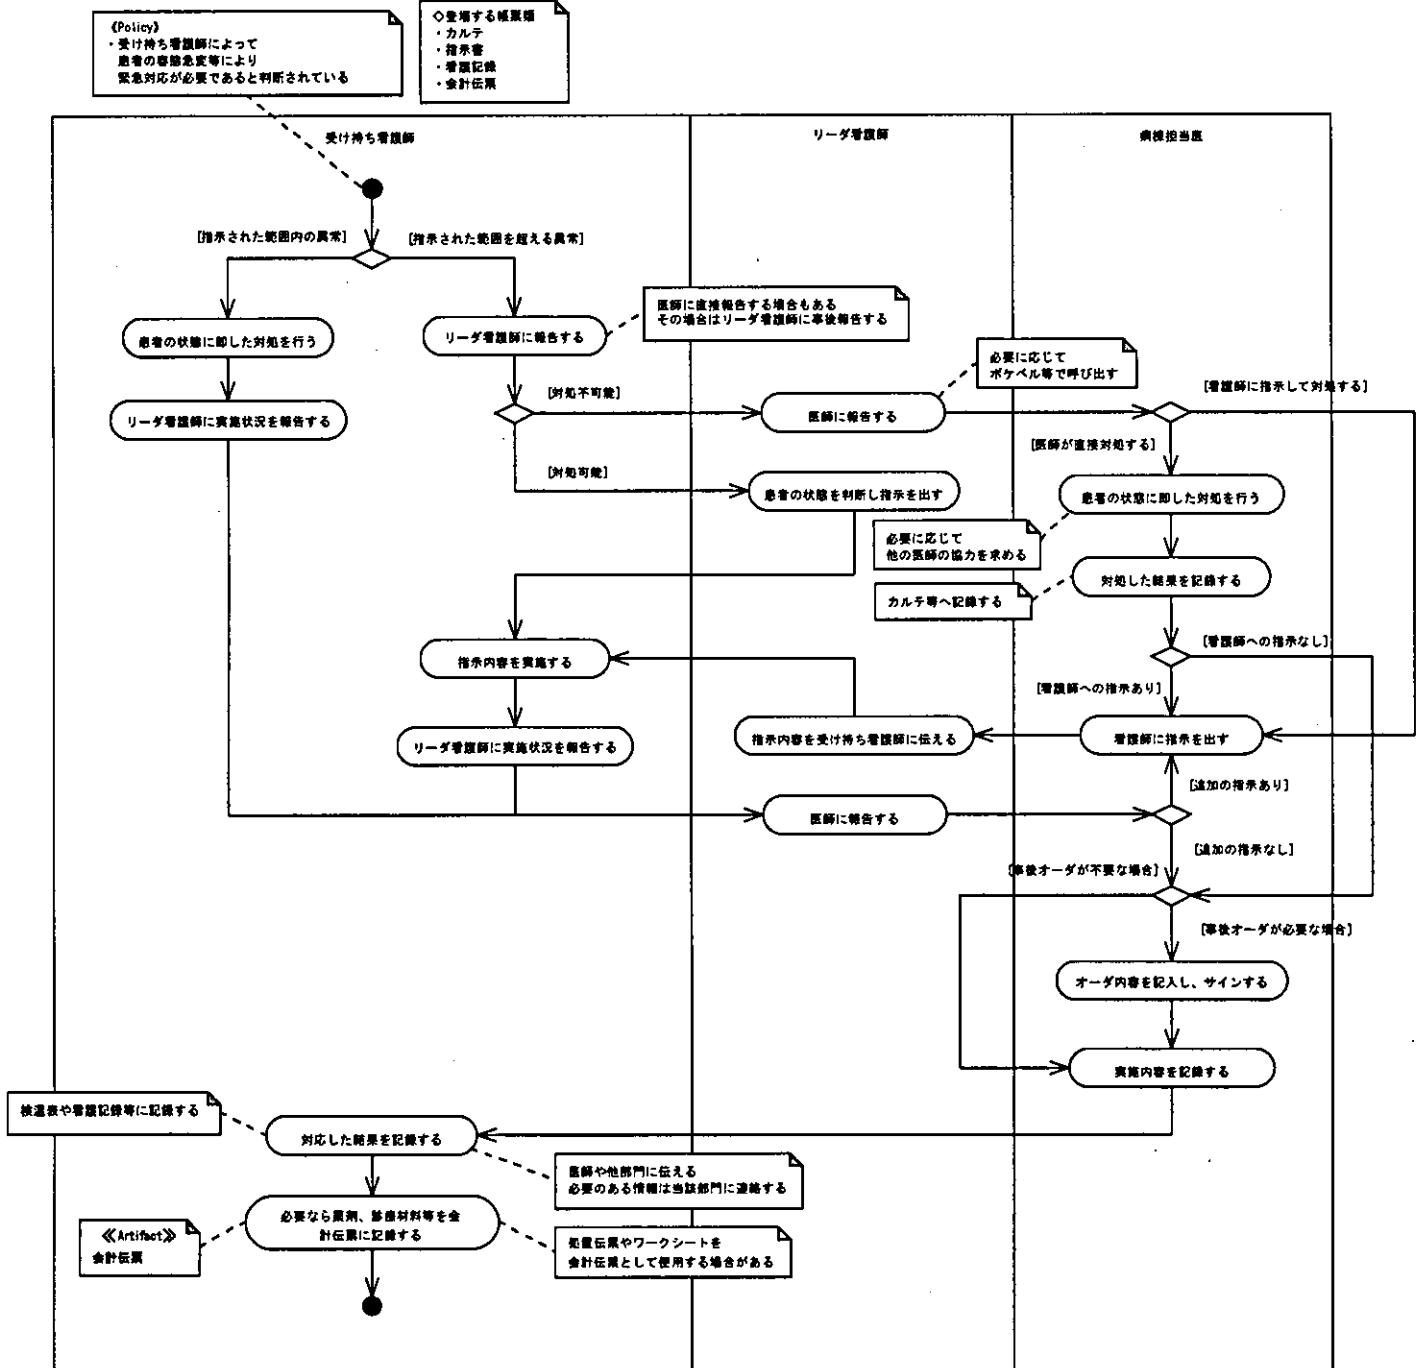 《Policy》
・受け持ち看護師によって
患者の容態急変等により
緊急対応が必要であると判断されている
◇登場する帳票類
・カルテ
・指示書
・看護記録
・会計伝票
受け持ち看護師
リーダ看護師
病棟担当医
[指示された範囲内の異常]
[指示された範囲を超える異常]
医師に直接報告する場合もある
その場合はリーダ看護師に事後報告する
患者の状態に即した対処を行う
リーダ看護師に報告する
必要に応じて
ポケベル等で呼び出す
[対処不可能]
[看護師に指示して対処する]
リーダ看護師に実施状況を報告する
医師に報告する
[医師が直接対処する]
[対処可能]
患者の状態を判断し指示を出す
患者の状態に即した対処を行う
必要に応じて
他の医師の協力を求める
対処した結果を記録する
カルテ等へ記録する
[看護師への指示なし]
指示内容を実施する
[看護師への指示あり]
リーダ看護師に実施状況を報告する
指示内容を受け持ち看護師に伝える
看護師に指示を出す
[追加の指示あり]
医師に報告する
[追加の指示なし]
[事後オーダが不要な場合]
[事後オーダが必要な場合]
オーダ内容を記入し、サインする
実施内容を記録する
検温表や看護記録等に記録する
対応した結果を記録する
医師や他部門に伝える
必要のある情報は当該部門に連絡する
必要なら薬剤、診療材料等を会
計伝票に記録する
≪Artifact≫
会計伝票
処置伝票やワークシートを
会計伝票として使用する場合がある